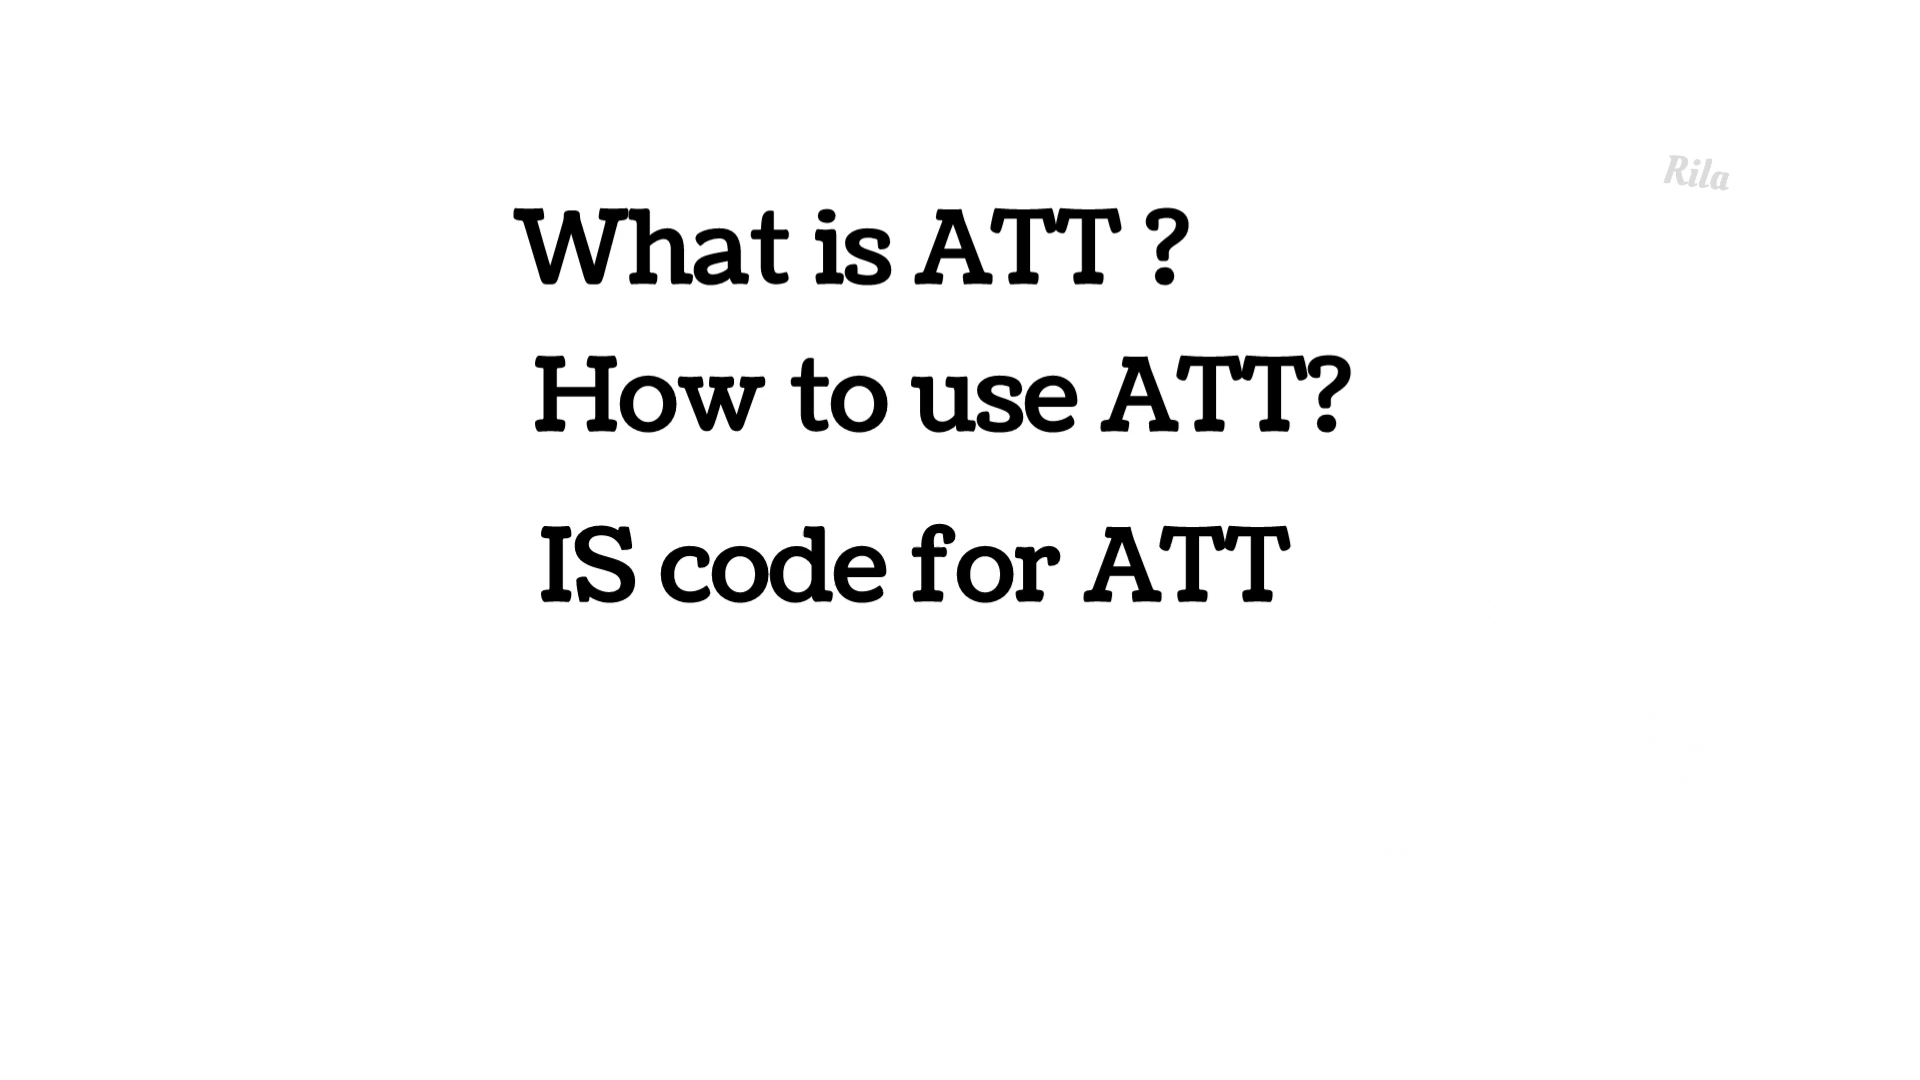 Rila
What is ATT ?
How to use ATT?
IS code for ATT